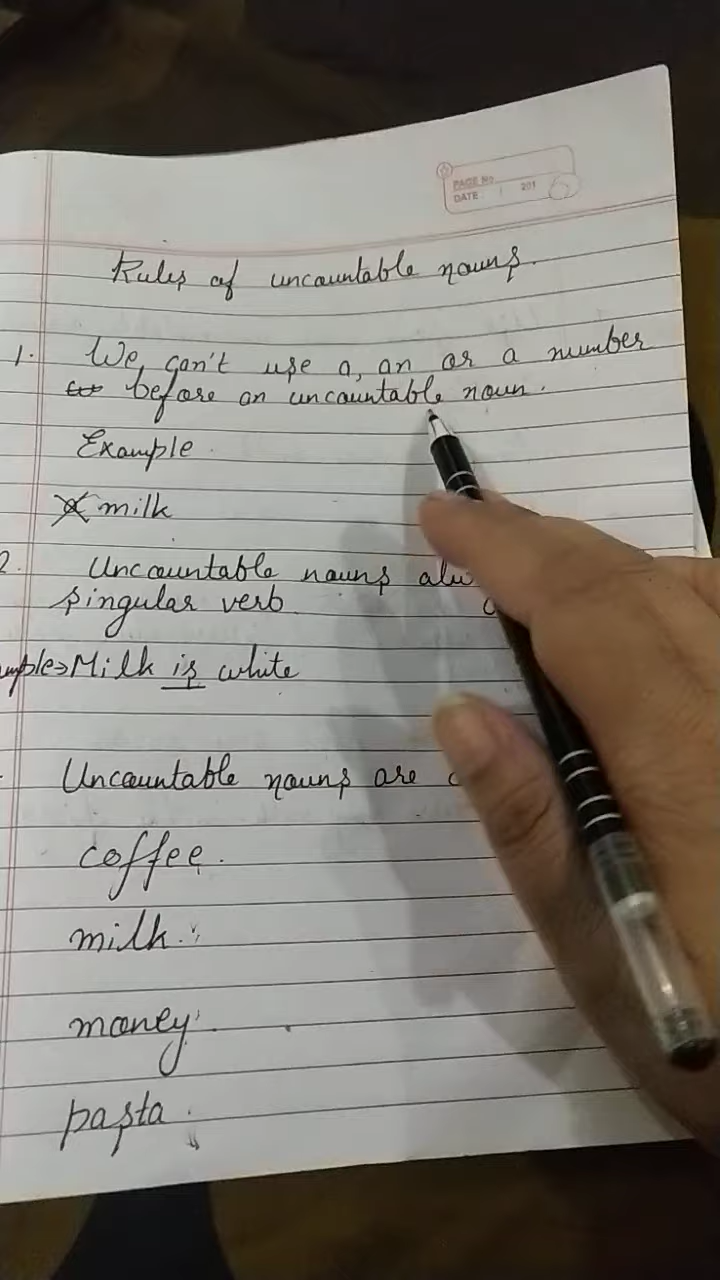 PAGE No
DATE : / 201
Rules of uncountable nouns.
1. We can't use a, an or a number
before an uncountable noun.
Example.
a milk
2. Uncountable nouns
singular verb
Milk is white
Uncountable nouns are
coffee.
milk.
money.
pasta.